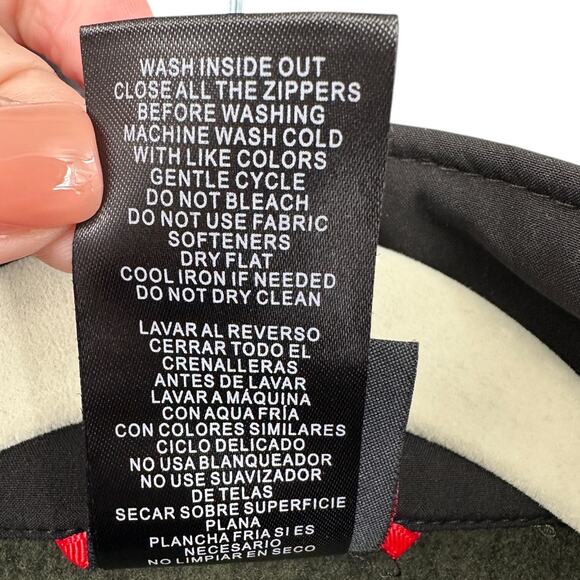 WASH INSIDE OUT
CLOSE ALL THE ZIPPERS
BEFORE WASHING
MACHINE WASH COLD
WITH LIKE COLORS
GENTLE CYCLE
DO NOT BLEACH
DO NOT USE FABRIC
SOFTENERS
DRY FLAT
COOL IRON IF NEEDED
DO NOT DRY CLEAN
LAVAR AL REVERSO
CERRAR TODO EL
CRENALLERAS
ANTES DE LAVAR
LAVAR A MÁQUINA
CON AQUA FRÍA
CON COLORES SIMILARES
CICLO DELICADO
NO USA BLANQUEADOR
NO USE SUAVIZADOR
DE TELAS
SECAR SOBRE SUPERFICIE
PLANA
PLANCHA FRIA SI ES
NECESARIO
NO LIMPIAR EN SECO